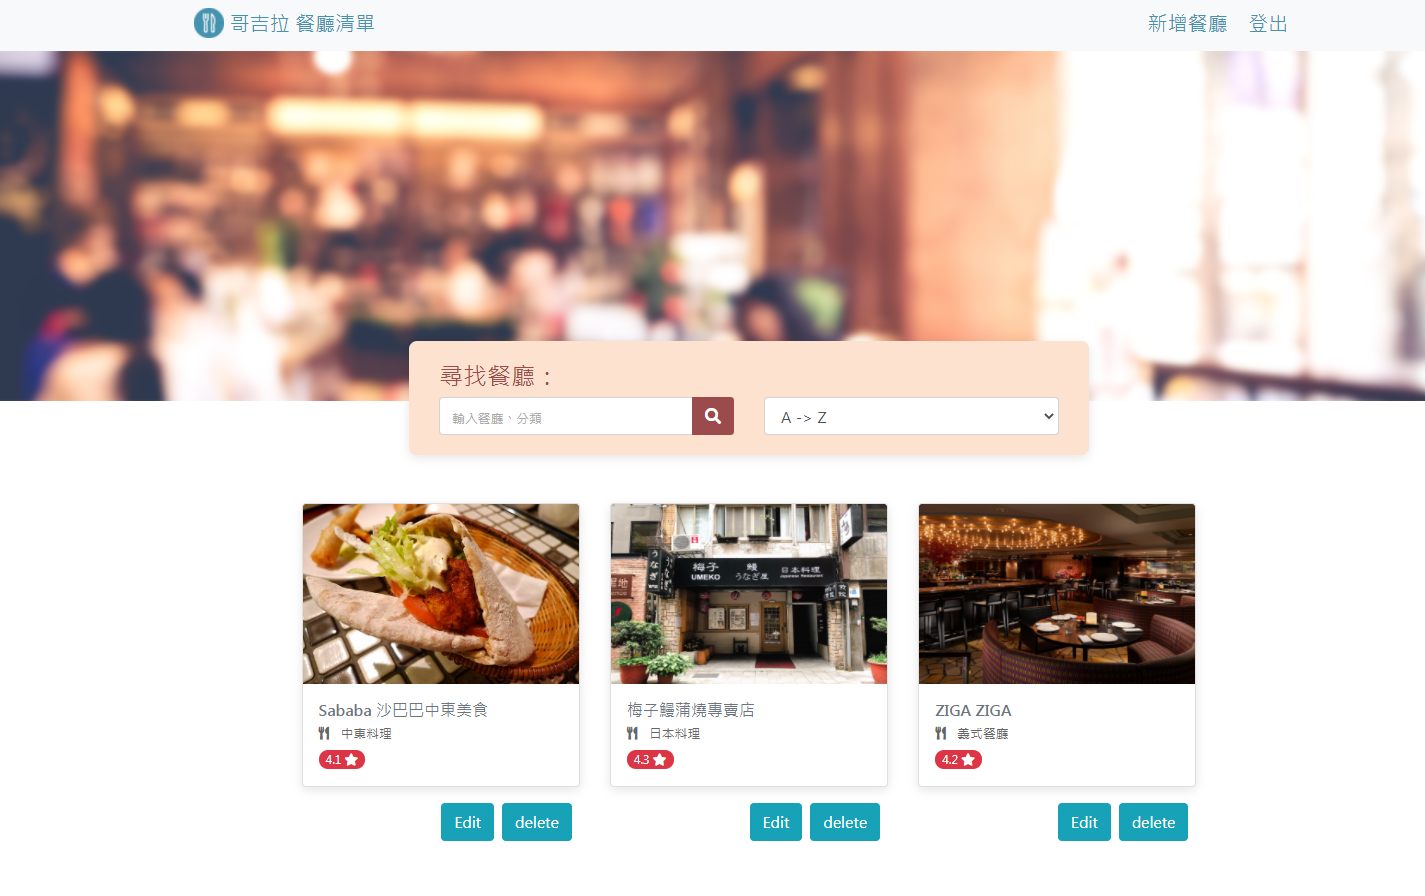 哥吉拉 餐廳清單
新增餐廳 登出
尋找餐廳：
輸入餐廳、分類
A -> Z
梅子 鰻 日本料理
UMEKO うなぎ屋 Japanese Restaurant
うなぎ
Sababa 沙巴巴中東美食
中東料理
4.1
梅子鰻蒲燒專賣店
日本料理
4.3
ZIGA ZIGA
義式餐廳
4.2
Edit delete
Edit delete
Edit delete